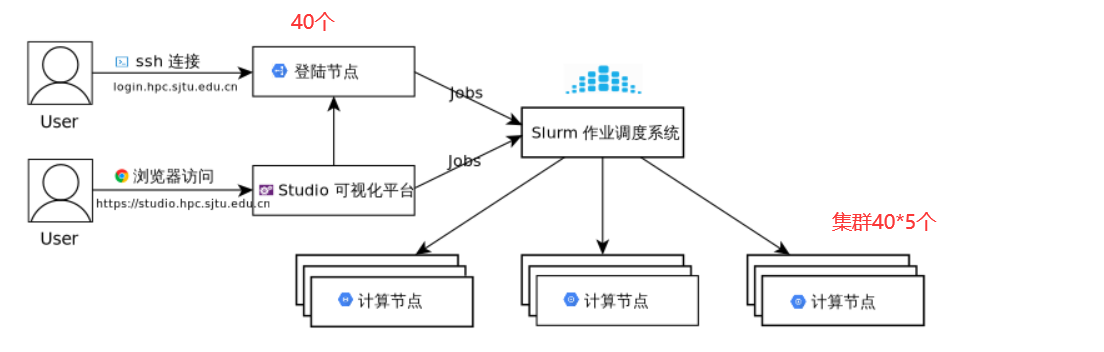 40个
ssh 连接
login.hpc.sjtu.edu.cn
User
登陆节点
Jobs
Slurm 作业调度系统
浏览器访问
https://studio.hpc.sjtu.edu.cn
User
Studio 可视化平台
Jobs
集群40*5个
计算节点
计算节点
计算节点